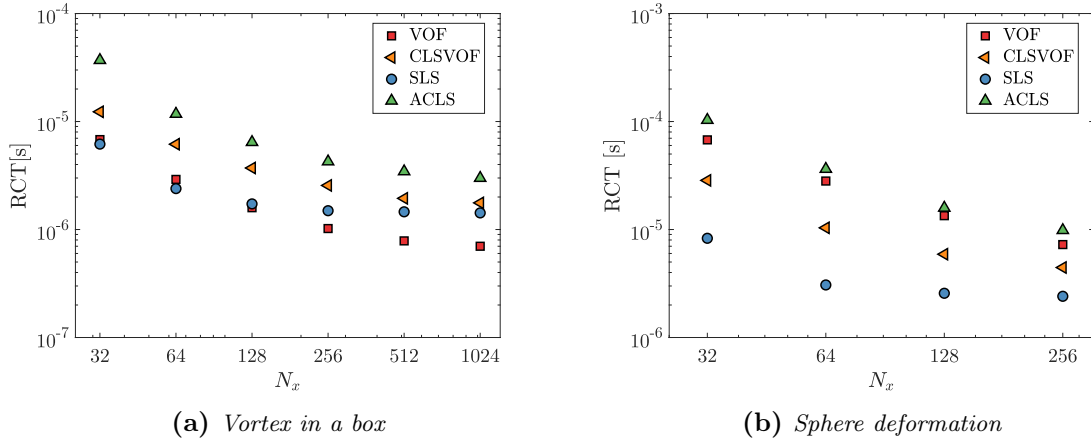 10^-4
10^-5
10^-6
10^-7
RCT[s]
32 64 128 256 512 1024
N_x
VOF
CLSVOF
SLS
ACLS
(a) Vortex in a box
10^-3
10^-4
10^-5
10^-6
RCT [s]
32 64 128 256
N_x
VOF
CLSVOF
SLS
ACLS
(b) Sphere deformation